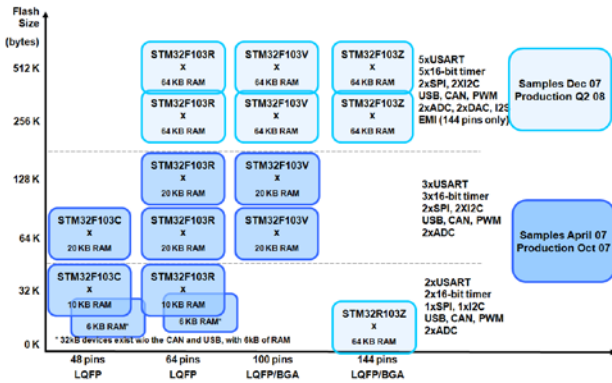 Flash
Size
(bytes)
512 K
256 K
128 K
64 K
32 K
0 K
STM32F103R
x
64 KB RAM
STM32F103V
x
64 KB RAM
STM32F103Z
x
64 KB RAM
STM32F103R
x
64 KB RAM
STM32F103V
x
64 KB RAM
STM32F103Z
x
64 KB RAM
5xUSART
5x16-bit timer
2xSPI, 2XI2C
USB, CAN, PWM
2xADC, 2xDAC, I2S
EMI (144 pins only)
Samples Dec 07
Production Q2 08
STM32F103R
x
20 KB RAM
STM32F103V
x
20 KB RAM
STM32F103C
x
20 KB RAM
STM32F103R
x
20 KB RAM
STM32F103V
x
20 KB RAM
3xUSART
3x16-bit timer
2xSPI, 2XI2C
USB, CAN, PWM
2xADC
Samples April 07
Production Oct 07
STM32F103C
x
10 KB RAM
6 KB RAM*
STM32F103R
x
10 KB RAM
6 KB RAM*
STM32R103Z
x
64 KB RAM
2xUSART
2x16-bit timer
1xSPI, 1xI2C
USB, CAN, PWM
2xADC
* 32kB devices exist w/o the CAN and USB, with 6kB of RAM
48 pins
LQFP
64 pins
LQFP
100 pins
LQFP/BGA
144 pins
LQFP/BGA